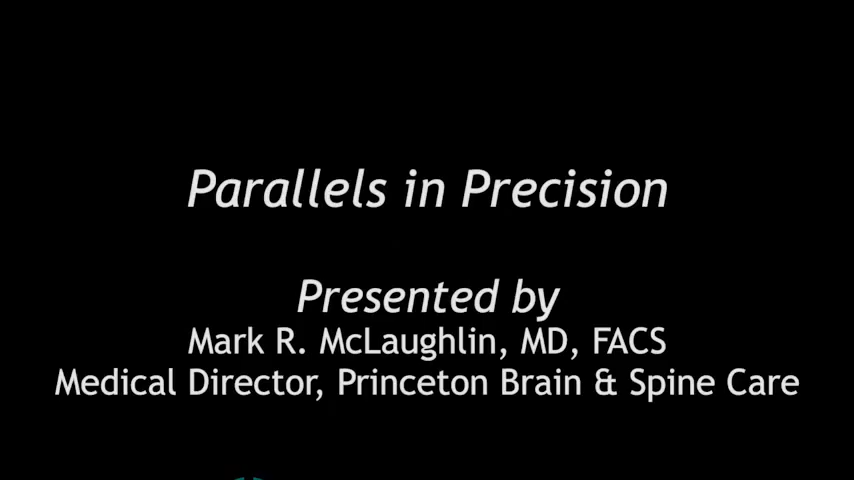 Parallels in Precision
Presented by
Mark R. McLaughlin, MD, FACS
Medical Director, Princeton Brain & Spine Care